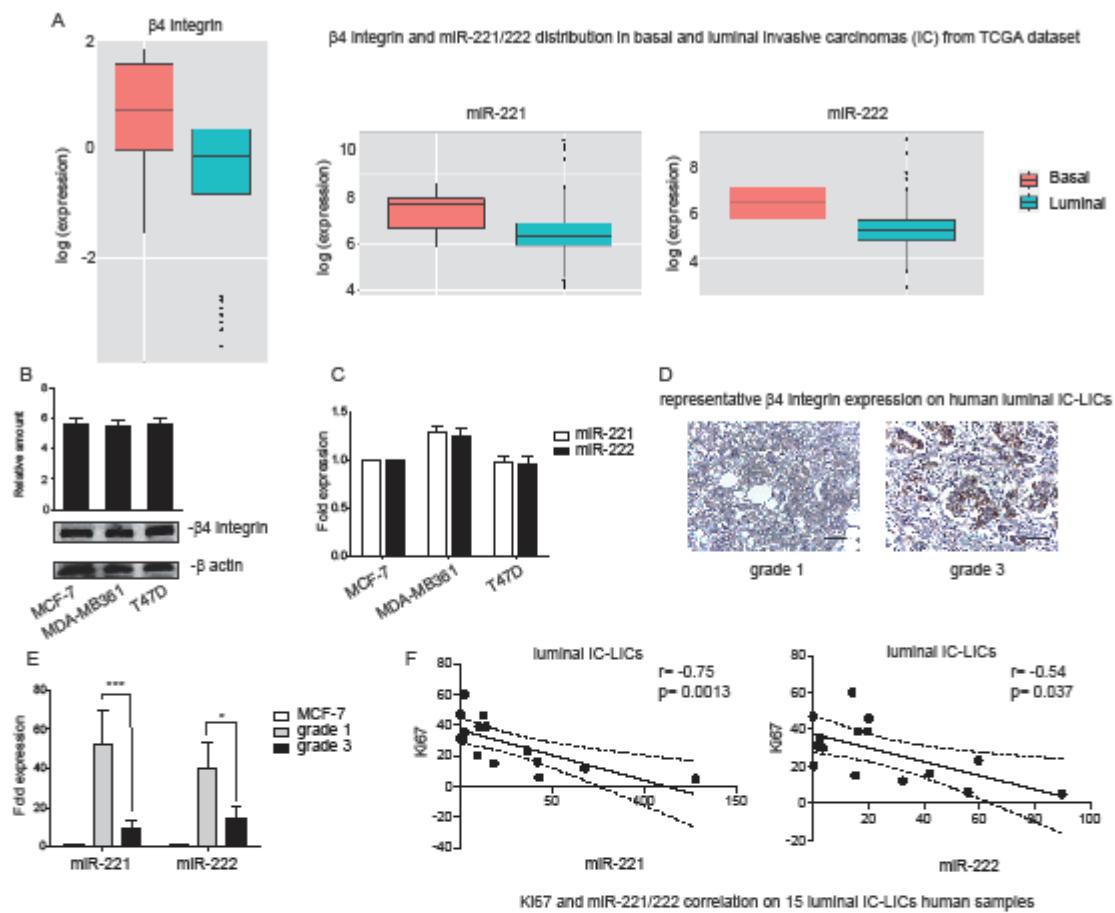 A
β4 integrin
β4 integrin and miR-221/222 distribution in basal and luminal invasive carcinomas (IC) from TCGA dataset
log (expression)
2
0
-2
miR-221
log (expression)
10
8
6
4
miR-222
log (expression)
8
6
4
Basal
Luminal
B
Relative amount
8
6
4
2
0
-β4 integrin
-β actin
MCF-7
MDA-MB361
T47D
C
Fold expression
1.5
1.0
0.5
0.0
miR-221
miR-222
MCF-7
MDA-MB361
T47D
D
representative β4 integrin expression on human luminal IC-LICs
grade 1
grade 3
E
Fold expression
80
60
40
20
0
***
*
MCF-7
grade 1
grade 3
miR-221
miR-222
F
luminal IC-LICs
r= -0.75
p= 0.0013
Ki67
80
60
40
20
0
-20
-40
50
100
150
miR-221
luminal IC-LICs
r= -0.54
p= 0.037
Ki67
80
60
40
20
0
-20
20
40
60
80
100
miR-222
Ki67 and miR-221/222 correlation on 15 luminal IC-LICs human samples